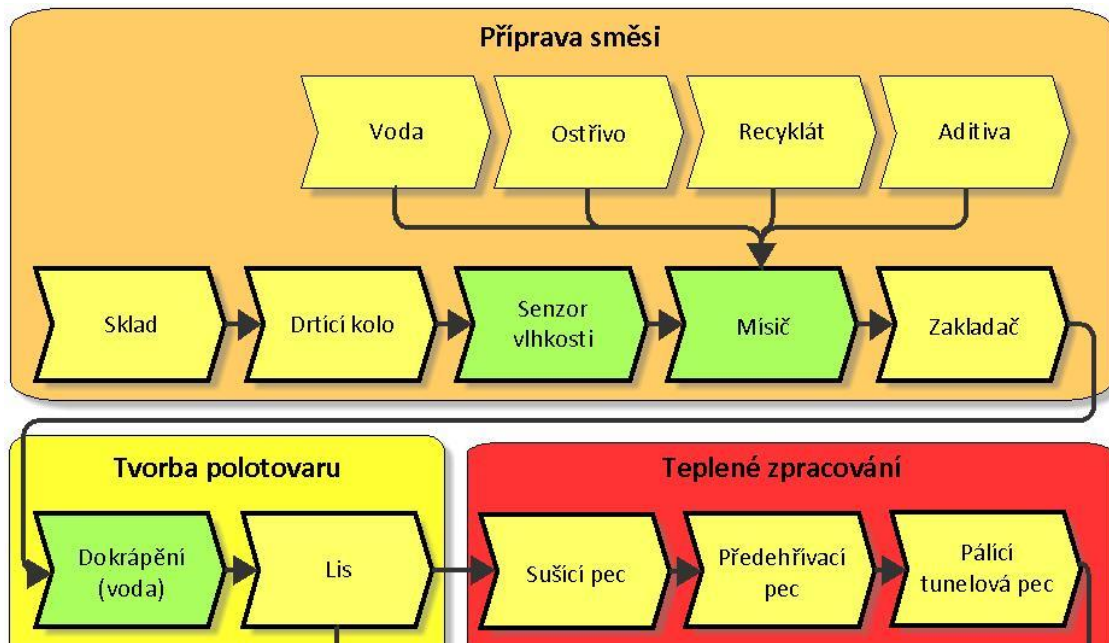 Příprava směsi
Voda
Ostřivo
Recyklát
Aditiva
Sklad
Drtící kolo
Senzor
vlhkosti
Mísič
Zakladač
Tvorba polotovaru
Teplené zpracování
Dokrápění
(voda)
Lis
Sušící pec
Předehřívací
pec
Pálící
tunelová pec